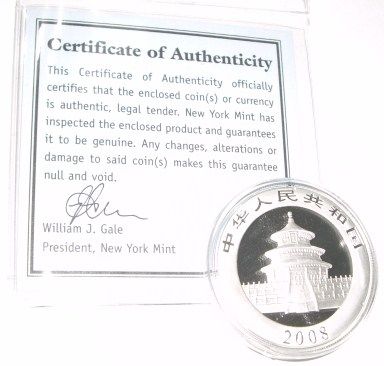 Certificate of Authenticity
This Certificate of Authenticity officially
certifies that the enclosed coin(s) or currency
is authentic, legal tender. New York Mint has
inspected the enclosed product and guarantees
it to be genuine. Any changes, alterations or
damage to said coin(s) makes this guarantee
null and void.
William J. Gale
President, New York Mint
中华人民共和国
2008